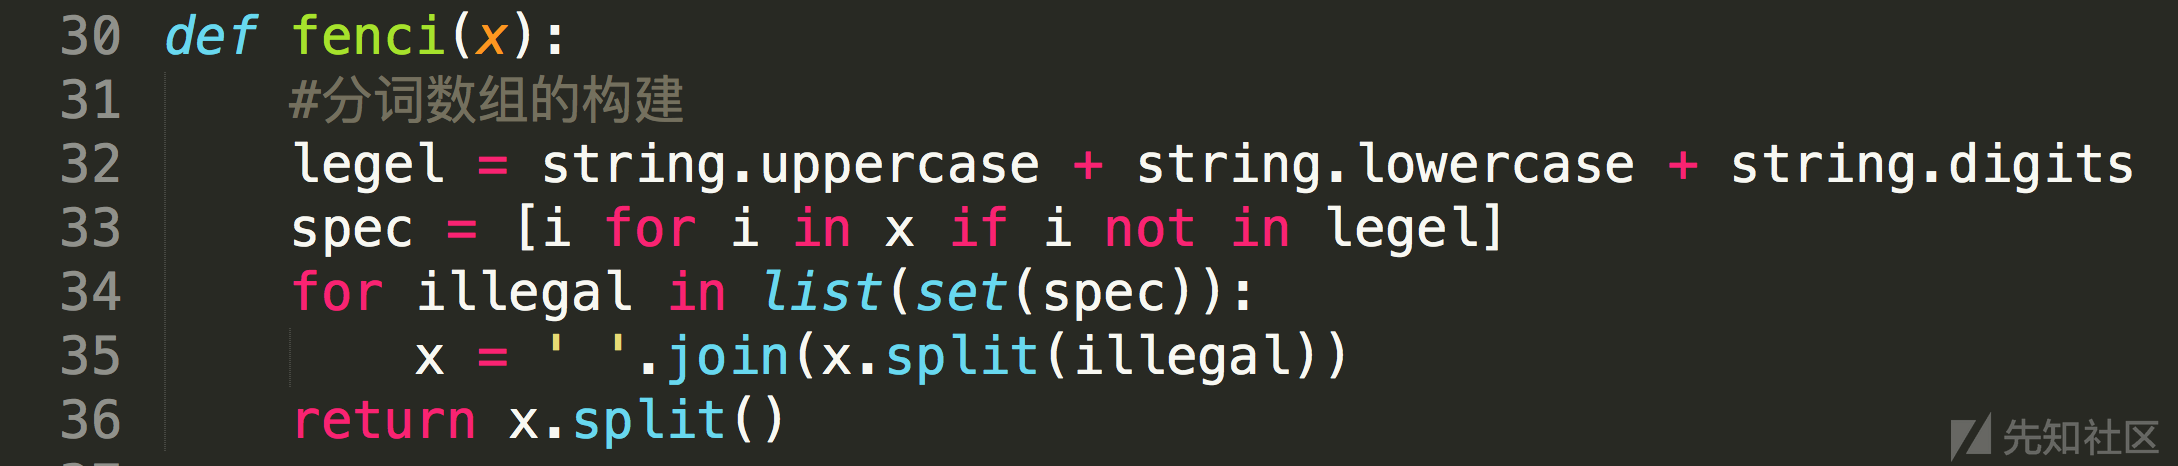 30 def fenci(x):
31 #分词数组的构建
32 legel = string.uppercase + string.lowercase + string.digits
33 spec = [i for i in x if i not in legel]
34 for illegal in list(set(spec)):
35 x = ' '.join(x.split(illegal))
36 return x.split()
先知社区